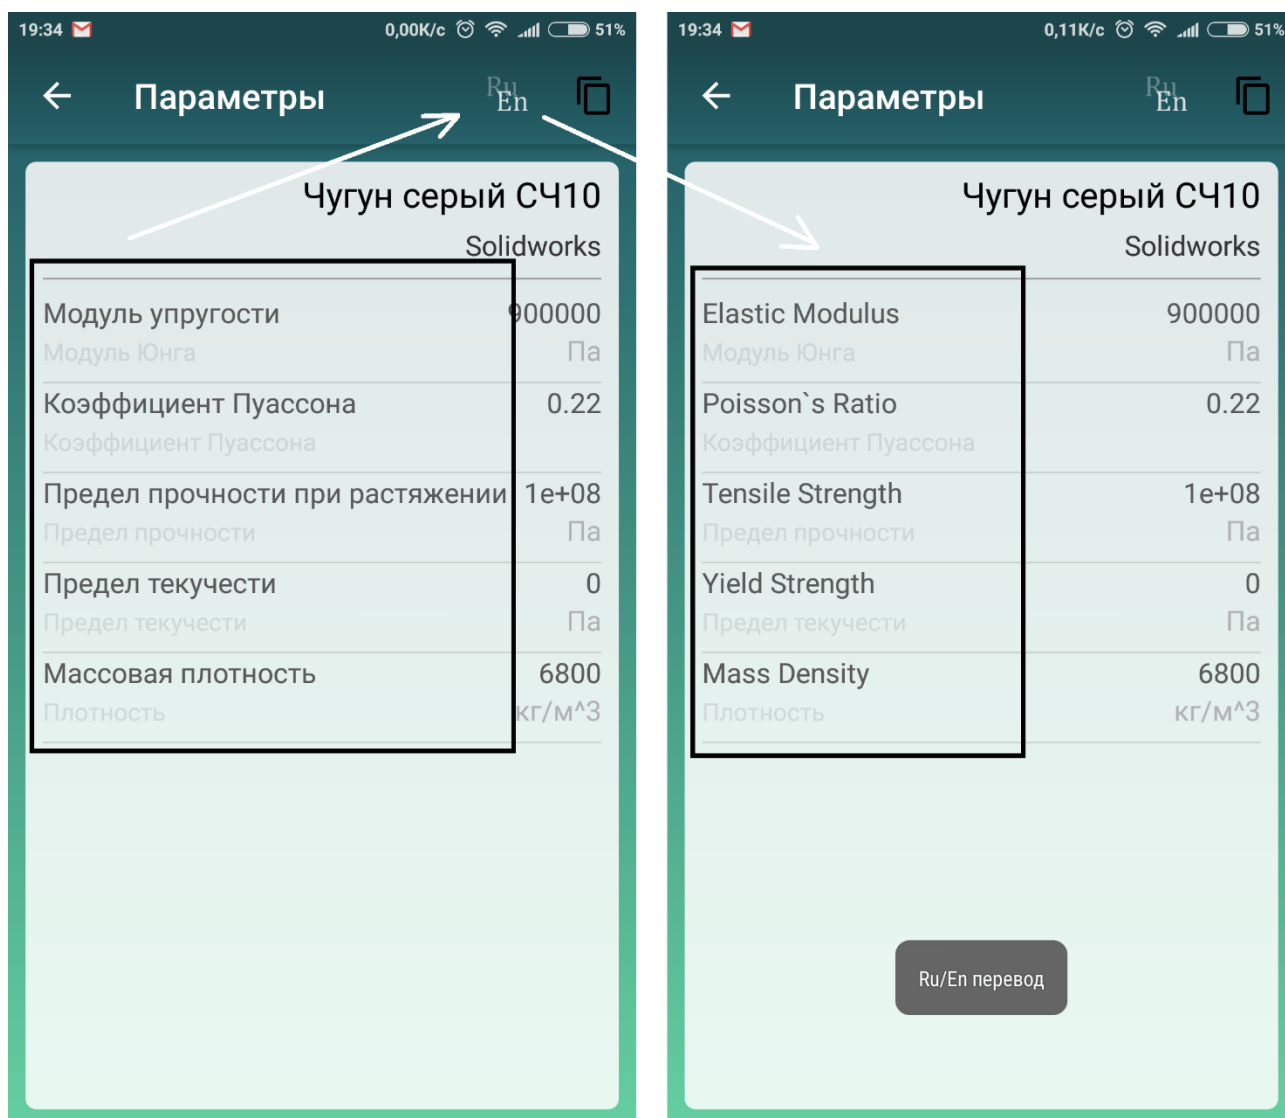 19:34 0,00K/c 51%
Параметры Ru En
Чугун серый СЧ10
Solidworks
Модуль упругости 900000
Модуль Юнга Па
Коэффициент Пуассона 0.22
Коэффициент Пуассона
Предел прочности при растяжении 1e+08
Предел прочности Па
Предел текучести 0
Предел текучести Па
Массовая плотность 6800
Плотность кг/м^3
19:34 0,11K/c 51%
Параметры Ru En
Чугун серый СЧ10
Solidworks
Elastic Modulus 900000
Модуль Юнга Па
Poisson`s Ratio 0.22
Коэффициент Пуассона
Tensile Strength 1e+08
Предел прочности Па
Yield Strength 0
Предел текучести Па
Mass Density 6800
Плотность кг/м^3
Ru/En перевод